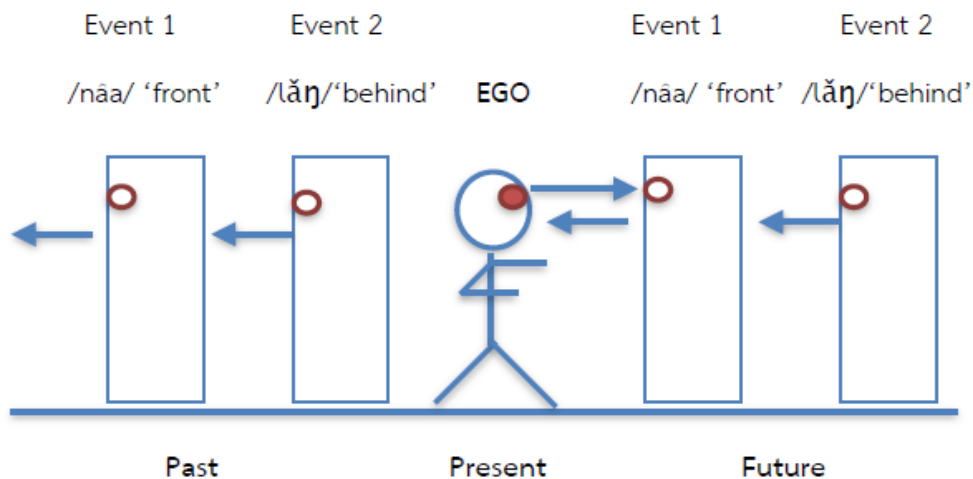 Event 1 Event 2 Event 1 Event 2
/nâa/ ‘front’ /lǎŋ/‘behind’ EGO /nâa/ ‘front’ /lǎŋ/‘behind’
Past Present Future